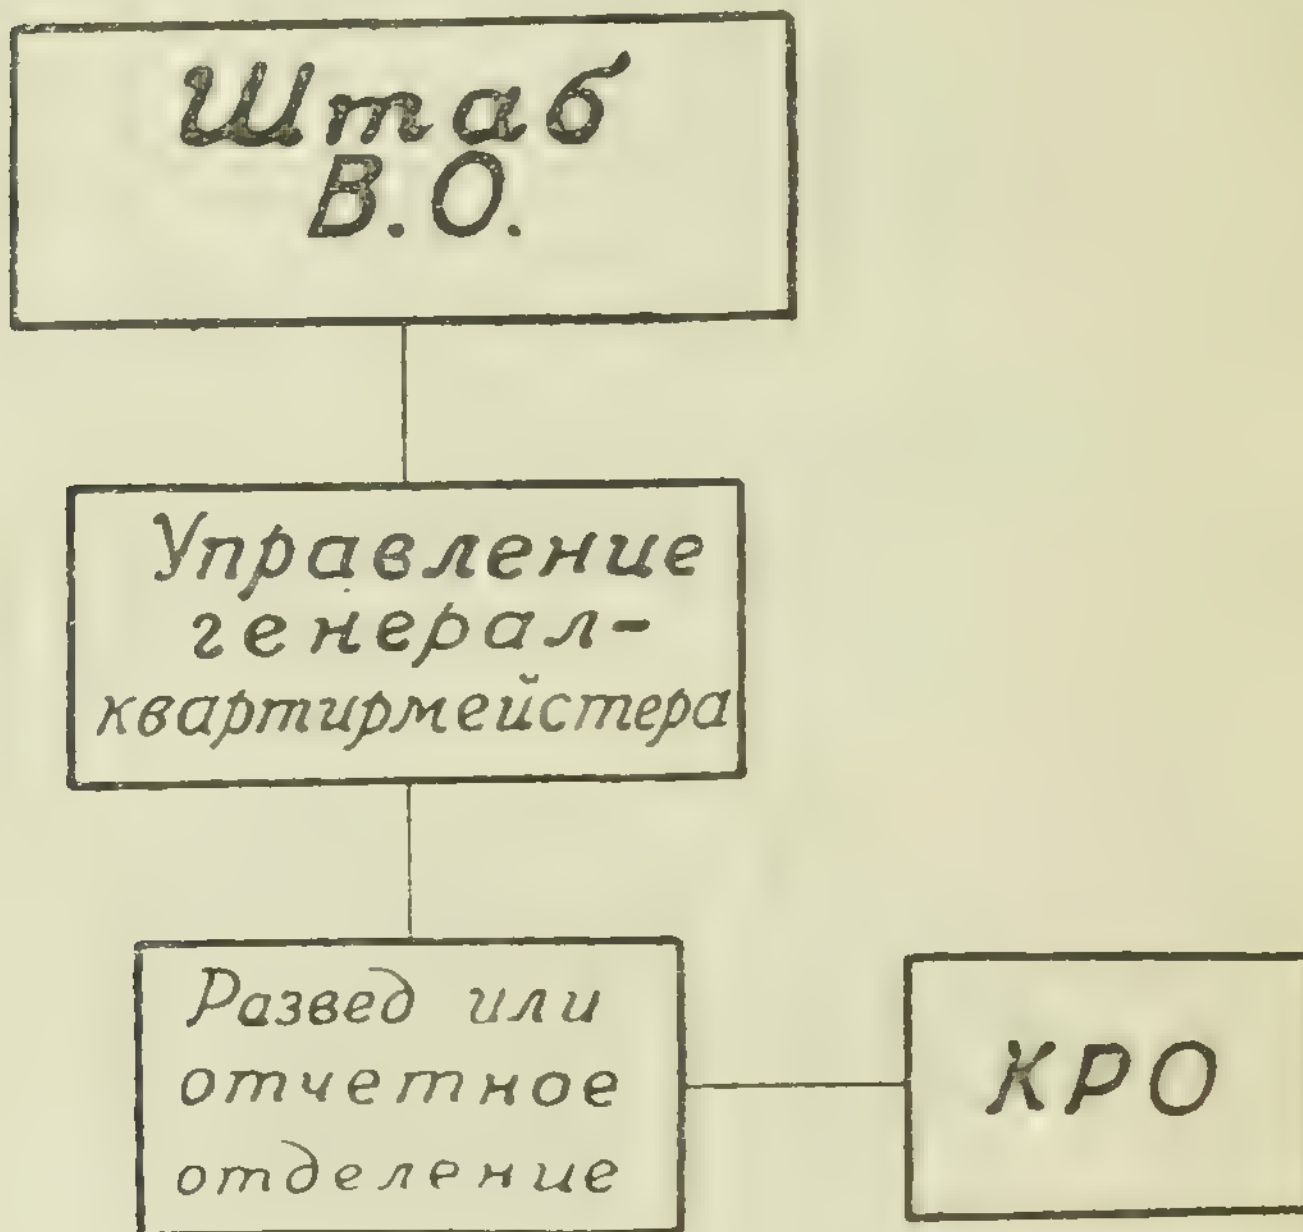 Штаб
В.О.
Управление
генерал-
квартирмейстера
Развед или
отчетное
отделение
КРО